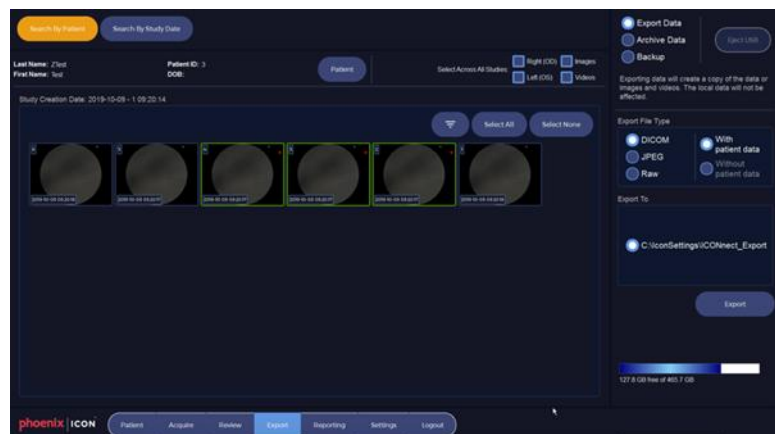 Search By Patient
Search By Study Date
Last Name: ZTest
First Name: Test
Patient ID: 3
DOB:
Patient
Select Across All Studies
Right (OD)
Images
Left (OS)
Videos
Study Creation Date: 2019-10-09 - 1 09:20:14
Select All
Select None
Export Data
Archive Data
Backup
Eject USB
Exporting data will create a copy of the data or
images and videos. The local data will not be
affected.
Export File Type
DICOM
JPEG
Raw
With
patient data
Without
patient data
Export To
C:\IconSettings\ICONnect_Export
Export
127.8 GB free of 465.7 GB
phoenix | ICON
Patient
Acquire
Review
Export
Reporting
Settings
Logout